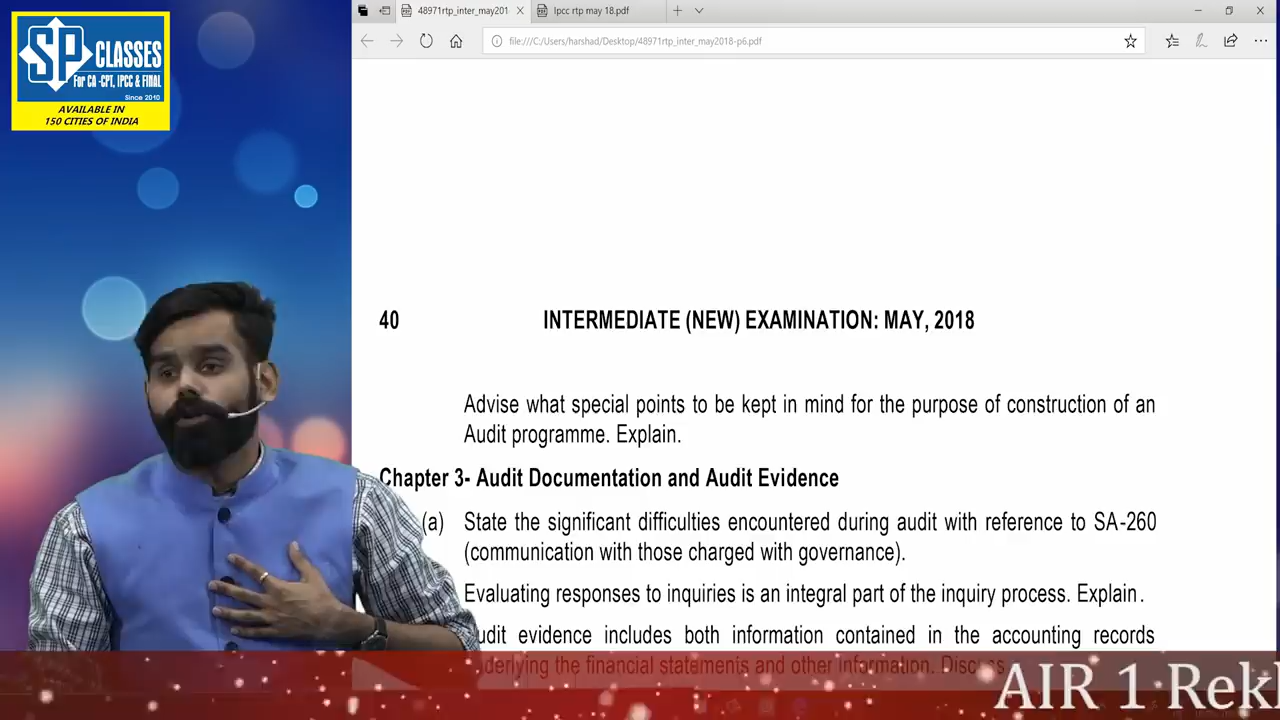 SP CLASSES
For CA -CPT, IPCC & FINAL
Since 2010
AVAILABLE IN
150 CITIES OF INDIA
48971rtp_inter_may201
Ipcc rtp may 18.pdf
file:///C:/Users/harshad/Desktop/48971rtp_inter_may2018-p6.pdf
40 INTERMEDIATE (NEW) EXAMINATION: MAY, 2018
Advise what special points to be kept in mind for the purpose of construction of an
Audit programme. Explain.
Chapter 3- Audit Documentation and Audit Evidence
(a) State the significant difficulties encountered during audit with reference to SA-260
(communication with those charged with governance).
Evaluating responses to inquiries is an integral part of the inquiry process. Explain.
evidence includes both information contained in the accounting records
underlying the financial statements and other information. Discuss
AIR 1 Rek